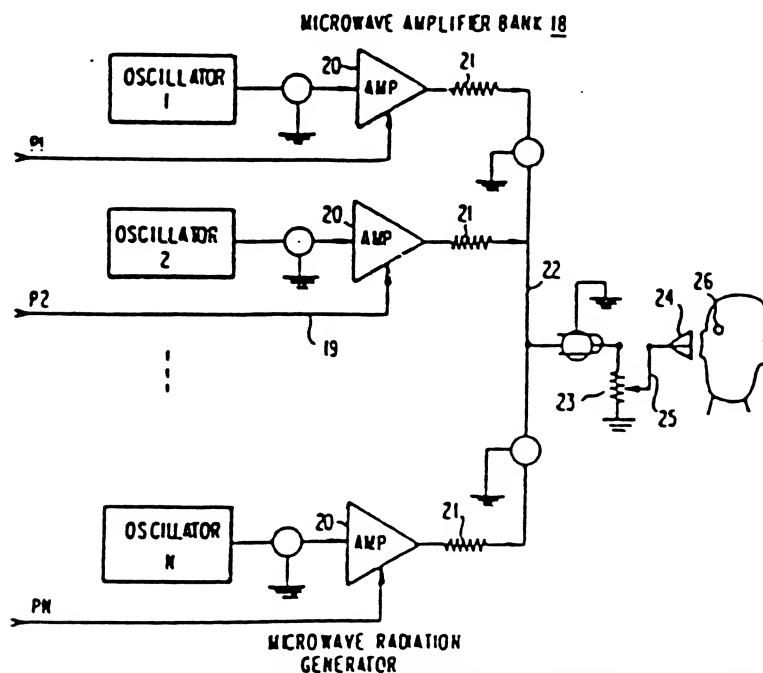 MICROWAVE AMPLIFIER BANK 18
OSCILLATOR
1
20
AMP
21
P1
OSCILLATOR
2
20
AMP
21
22
P2
19
24
26
23
25
OSCILLATOR
N
20
AMP
21
PN
MICROWAVE RADIATION
GENERATOR